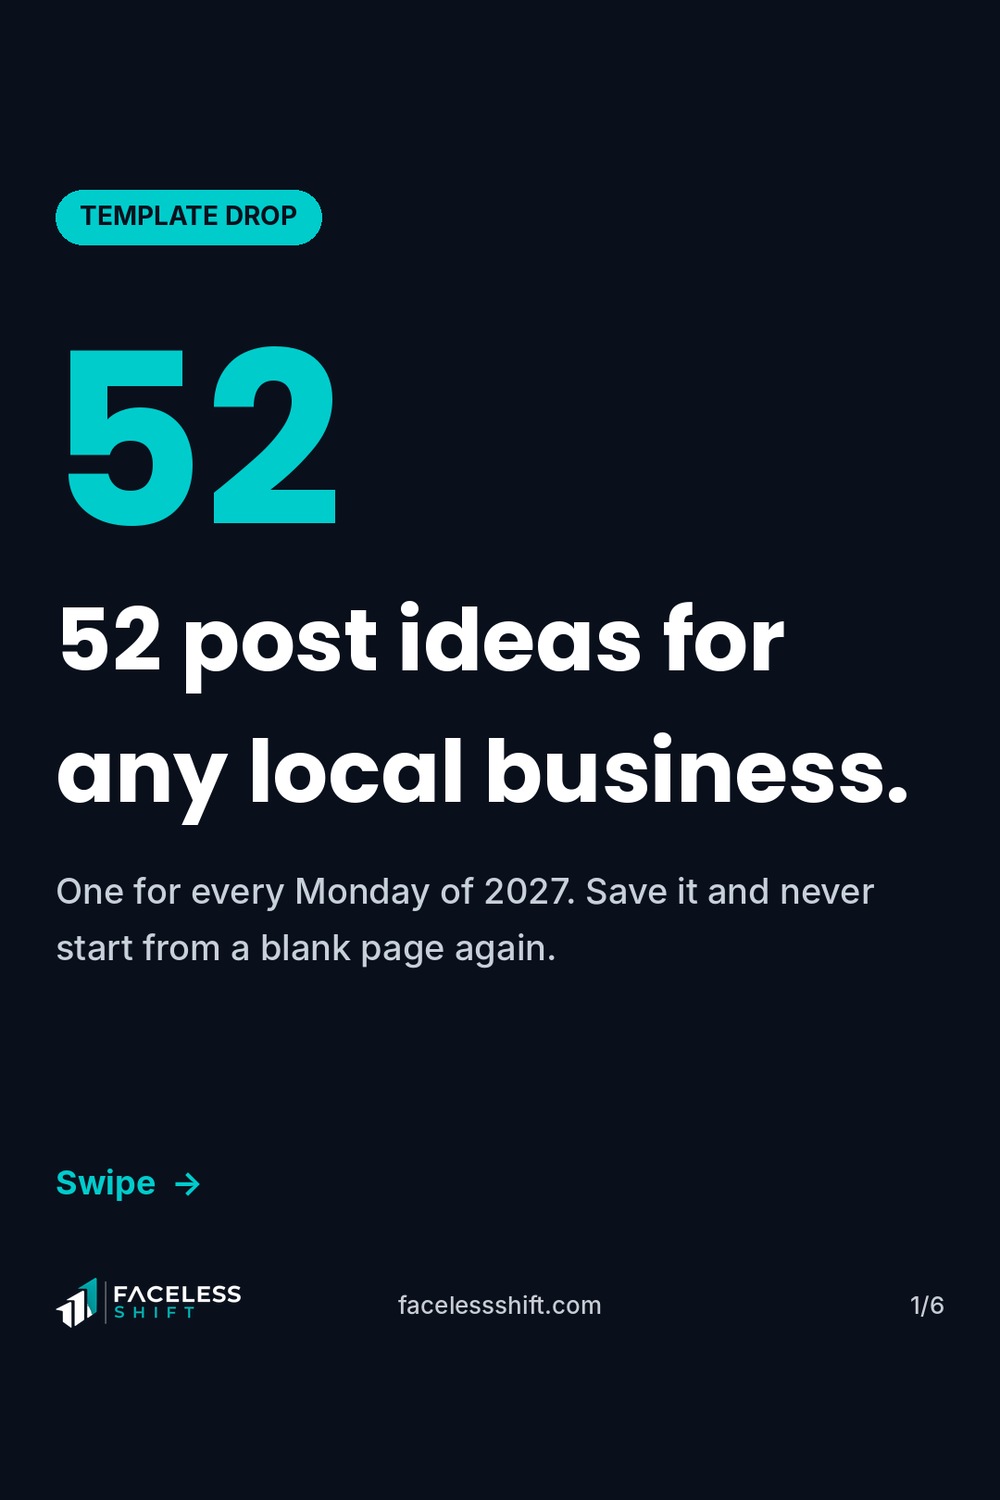 TEMPLATE DROP
52
52 post ideas for
any local business.
One for every Monday of 2027. Save it and never
start from a blank page again.
Swipe →
FACELESS
SHIFT
facelessshift.com
1/6